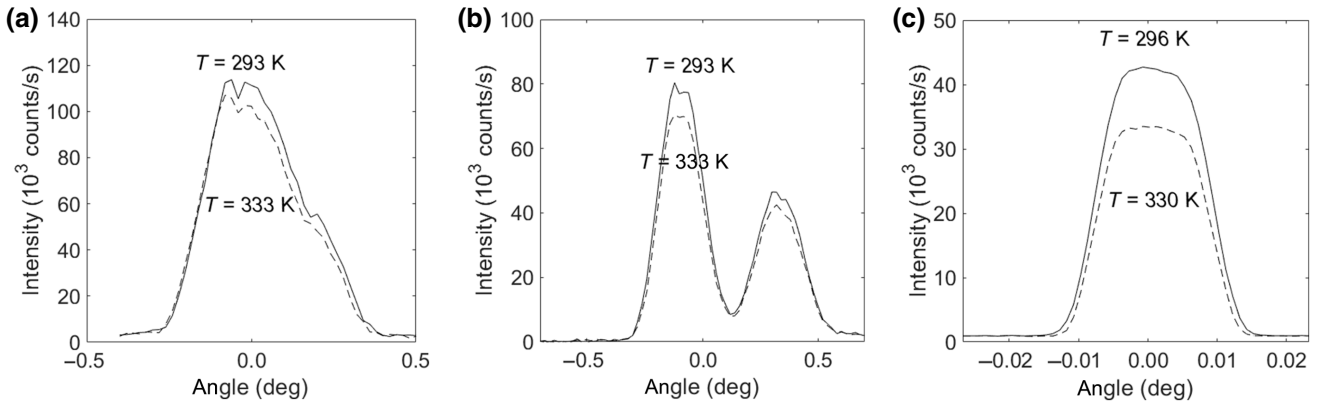 (a)
140
120
100
80
60
40
20
0
Intensity (10³ counts/s)
T = 293 K
T = 333 K
–0.5
0.0
0.5
Angle (deg)
(b)
100
80
60
40
20
0
Intensity (10³ counts/s)
T = 293 K
T = 333 K
–0.5
0.0
0.5
Angle (deg)
(c)
50
40
30
20
10
0
Intensity (10³ counts/s)
T = 296 K
T = 330 K
–0.02
–0.01
0.00
0.01
0.02
Angle (deg)